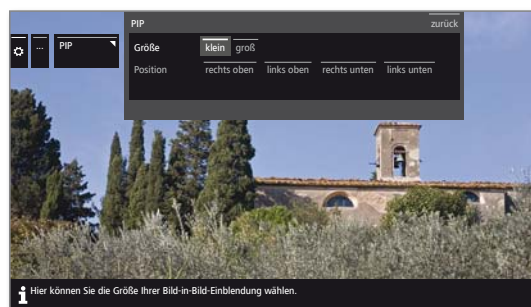 PIP zurück
... PIP
Größe klein groß
Position rechts oben links oben rechts unten links unten
Hier können Sie die Größe Ihrer Bild-in-Bild-Einblendung wählen.